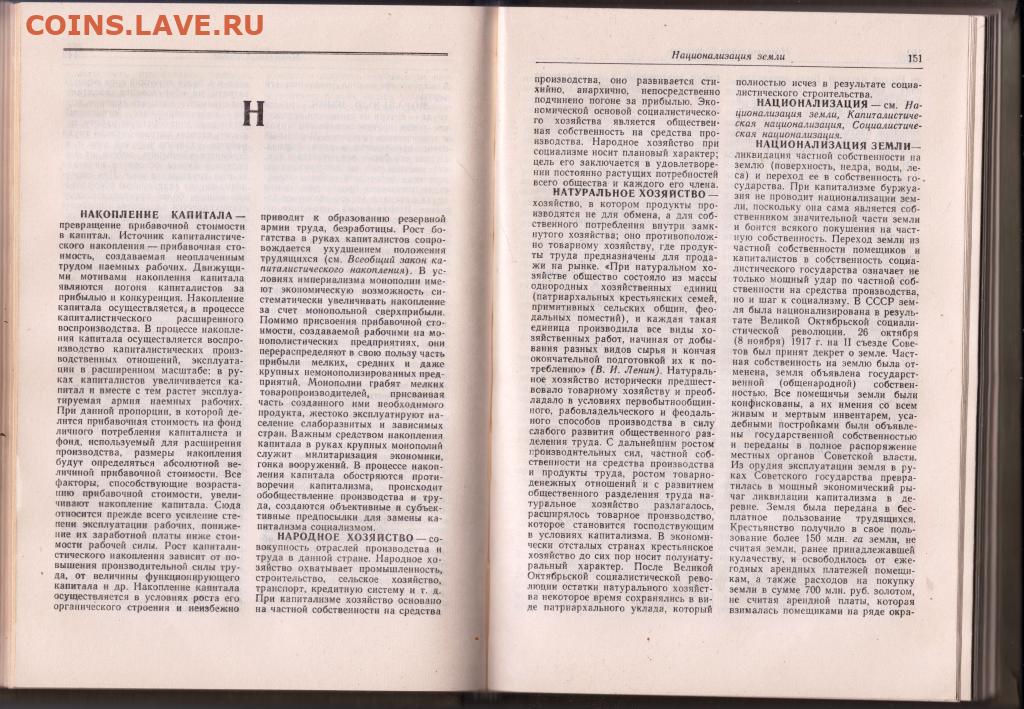 COINS.LAVE.RU
Н
НАКОПЛЕНИЕ КАПИТАЛА —
превращение прибавочной стоимости
в капитал. Источник капиталистиче-
ского накопления — прибавочная сто-
имость, создаваемая неоплаченным
трудом наемных рабочих. Движущи-
ми мотивами накопления капитала
являются погоня капиталистов за
прибылью и конкуренция. Накопление
капитала осуществляется в процессе
капиталистического расширенного
воспроизводства. В процессе накопле-
ния капитала осуществляется воспро-
изводство капиталистических произ-
водственных отношений, эксплуата-
ции в расширенном масштабе: в ру-
ках капиталистов увеличивается ка-
питал и вместе с тем растет эксплуа-
тируемая армия наемных рабочих.
При данной пропорции, в которой де-
лится прибавочная стоимость на фонд
личного потребления капиталиста и
фонд, используемый для расширения
производства, размеры накопления
будут определяться абсолютной ве-
личиной прибавочной стоимости. Все
факторы, способствующие возраста-
нию прибавочной стоимости, увели-
чивают накопление капитала. Сюда
относится прежде всего усиление сте-
пени эксплуатации рабочих, пониже-
ние их заработной платы ниже стои-
мости рабочей силы. Рост капитали-
стического накопления зависит от по-
вышения производительной силы тру-
да, от величины функционирующего
капитала и др. Накопление капитала
осуществляется в условиях роста его
органического строения и неизбежно
приводит к образованию резервной
армии труда, безработицы. Рост бо-
гатства в руках капиталистов сопро-
вождается ухудшением положения
трудящихся (см. Всеобщий закон ка-
питалистического накопления). В ус-
ловиях империализма монополии име-
ют экономическую возможность си-
стематически увеличивать накопление
за счет монопольной сверхприбыли.
Помимо присвоения прибавочной стои-
мости, создаваемой рабочими на мо-
нополистических предприятиях, они
перераспределяют в свою пользу часть
прибыли мелких, средних и даже
крупных немонополизированных пред-
приятий. Монополии грабят мелких
товаропроизводителей, присваивая
часть созданного ими необходимого
продукта, жестоко эксплуатируют на-
селение слаборазвитых и зависимых
стран. Важным средством накопления
капитала в руках крупных монополий
служит милитаризация экономики,
гонка вооружений. В процессе накоп-
ления капитала обостряются проти-
воречия капитализма, происходит
обобществление производства и тру-
да, создаются объективные и субъек-
тивные предпосылки для замены ка-
питализма социализмом.
НАРОДНОЕ ХОЗЯЙСТВО — со-
вокупность отраслей производства и
труда в данной стране. Народное хо-
зяйство охватывает промышленность,
строительство, сельское хозяйство,
транспорт, кредитную систему и т. д.
При капитализме хозяйство основано
на частной собственности на средства
Национализация земли
151
производства, оно развивается сти-
хийно, анархично, непосредственно
подчинено погоне за прибылью. Эко-
номической основой социалистическо-
го хозяйства является обществен-
ная собственность на средства про-
изводства. Народное хозяйство при
социализме носит плановый характер;
цель его заключается в удовлетворе-
нии постоянно растущих потребностей
всего общества и каждого его члена.
НАТУРАЛЬНОЕ ХОЗЯЙСТВО —
хозяйство, в котором продукты про-
изводятся не для обмена, а для соб-
ственного потребления внутри замк-
нутого хозяйства; оно противополож-
но товарному хозяйству, где продук-
ты труда предназначены для прода-
жи на рынке. «При натуральном хо-
зяйстве общество состояло из массы
однородных хозяйственных единиц
(патриархальных крестьянских семей,
примитивных сельских общин, фео-
дальных поместий), и каждая такая
единица производила все виды хо-
зяйственных работ, начиная от добы-
вания разных видов сырья и кончая
окончательной подготовкой их к по-
треблению» (В. И. Ленин). Натураль-
ное хозяйство исторически предшест-
вовало товарному хозяйству и преоб-
ладало в условиях первобытнообщин-
ного, рабовладельческого и феодаль-
ного способов производства в силу
слабого развития общественного раз-
деления труда. С дальнейшим ростом
производительных сил, частной соб-
ственности на средства производства
и продукты труда, ростом товарно-
денежных отношений и с развитием
общественного разделения труда на-
туральное хозяйство разлагалось,
расширялось товарное производство,
которое становится господствующим
в условиях капитализма. В экономи-
чески отсталых странах крестьянское
хозяйство до сих пор носит полунату-
ральный характер. После Великой
Октябрьской социалистической рево-
люции остатки натурального хозяйст-
ва некоторое время сохранялись в ви-
де патриархального уклада, который
полностью исчез в результате социа-
листического строительства.
НАЦИОНАЛИЗАЦИЯ — см. На-
ционализация земли, Капиталистиче-
ская национализация, Социалистиче-
ская национализация.
НАЦИОНАЛИЗАЦИЯ ЗЕМЛИ —
ликвидация частной собственности на
землю (поверхность, недра, воды, ле-
са) и переход ее в собственность го-
сударства. При капитализме буржуа-
зия не проводит национализации зем-
ли, поскольку она сама является соб-
ственником значительной части земли
и боится всякого покушения на част-
ную собственность. Переход земли из
частной собственности помещиков и
капиталистов в собственность социа-
листического государства означает не
только мощный удар по частной соб-
ственности на средства производства,
но и шаг к социализму. В СССР зем-
ля была национализирована в резуль-
тате Великой Октябрьской социали-
стической революции. 26 октября
(8 ноября) 1917 г. на II съезде Сове-
тов был принят декрет о земле. Част-
ная собственность на землю была от-
менена, земля объявлена государст-
венной (общенародной) собствен-
ностью. Все помещичьи земли были
конфискованы, а их имения со всем
живым и мертвым инвентарем, уса-
дебными постройками были объявле-
ны государственной собственностью
и переданы в полное распоряжение
местных органов Советской власти.
Из орудия эксплуатации земля в ру-
ках Советского государства превра-
тилась в мощный экономический ры-
чаг ликвидации капитализма в де-
ревне. Земля была передана в бес-
платное пользование трудящихся.
Крестьянство получило в свое поль-
зование более 150 млн. га земли, не
считая земли, ранее принадлежавшей
кулачеству, и освободилось от еже-
годных арендных платежей помещи-
кам, а также расходов на покупку
земли в сумме 700 млн. руб. золотом,
не считая арендной платы, которая
взималась помещиками на ряде окра-